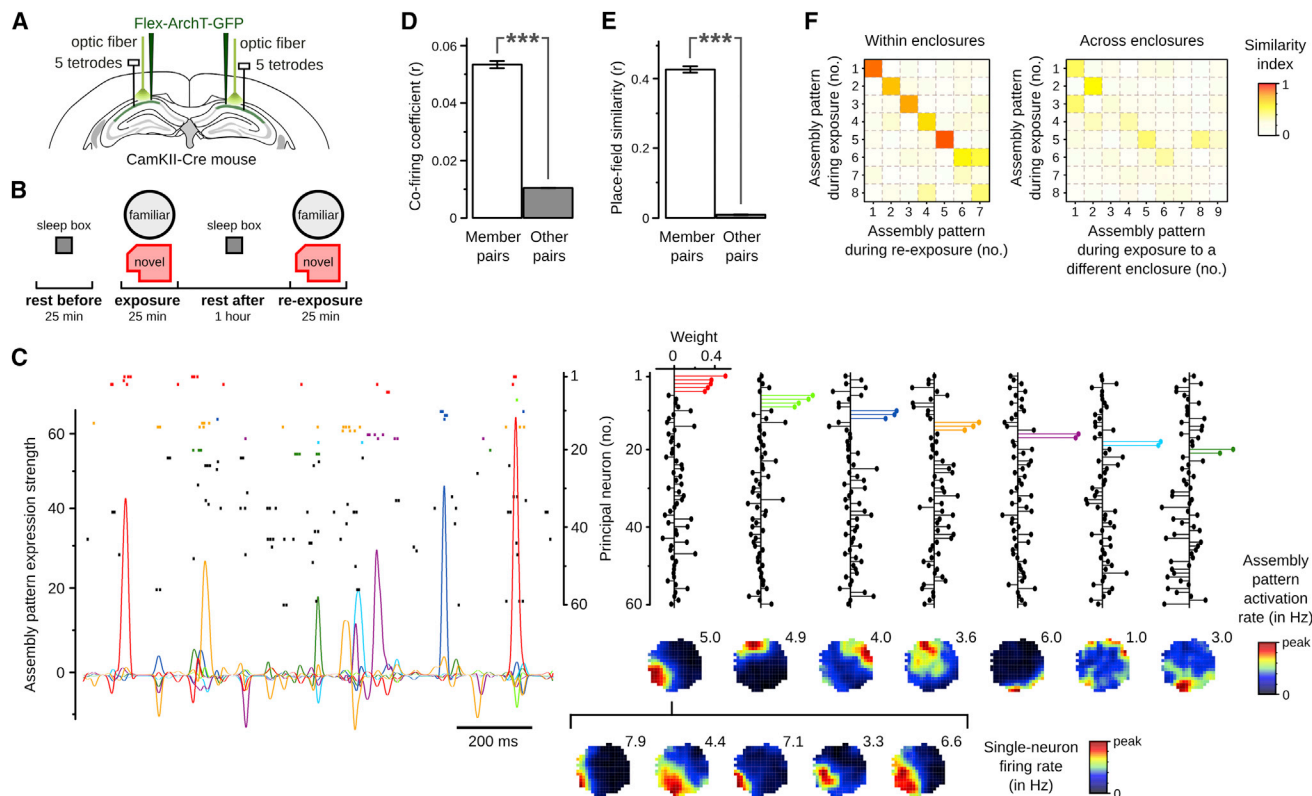 A
Flex-ArchT-GFP
optic fiber
optic fiber
5 tetrodes
5 tetrodes
CamKII-Cre mouse
B
sleep box
familiar
novel
sleep box
familiar
novel
rest before
exposure
rest after
re-exposure
25 min
25 min
1 hour
25 min
C
Assembly pattern expression strength
60
40
20
0
200 ms
Principal neuron (no.)
1
20
40
60
Weight
0
0.4
1
20
40
60
5.0
4.9
4.0
3.6
6.0
1.0
3.0
Assembly
pattern
activation
rate (in Hz)
peak
0
7.9
4.4
7.1
3.3
6.6
Single-neuron
firing rate
(in Hz)
peak
0
D
Co-firing coefficient (r)
0.06
0.04
0.02
0
***
Member
pairs
Other
pairs
E
Place-field similarity (r)
0.4
0.2
0
***
Member
pairs
Other
pairs
F
Within enclosures
Assembly pattern
during exposure (no.)
1
2
3
4
5
6
7
8
1 2 3 4 5 6 7
Assembly pattern
during re-exposure (no.)
Across enclosures
Assembly pattern
during exposure (no.)
1
2
3
4
5
6
7
8
1 2 3 4 5 6 7 8 9
Assembly pattern
during exposure to a
different enclosure (no.)
Similarity
index
1
0